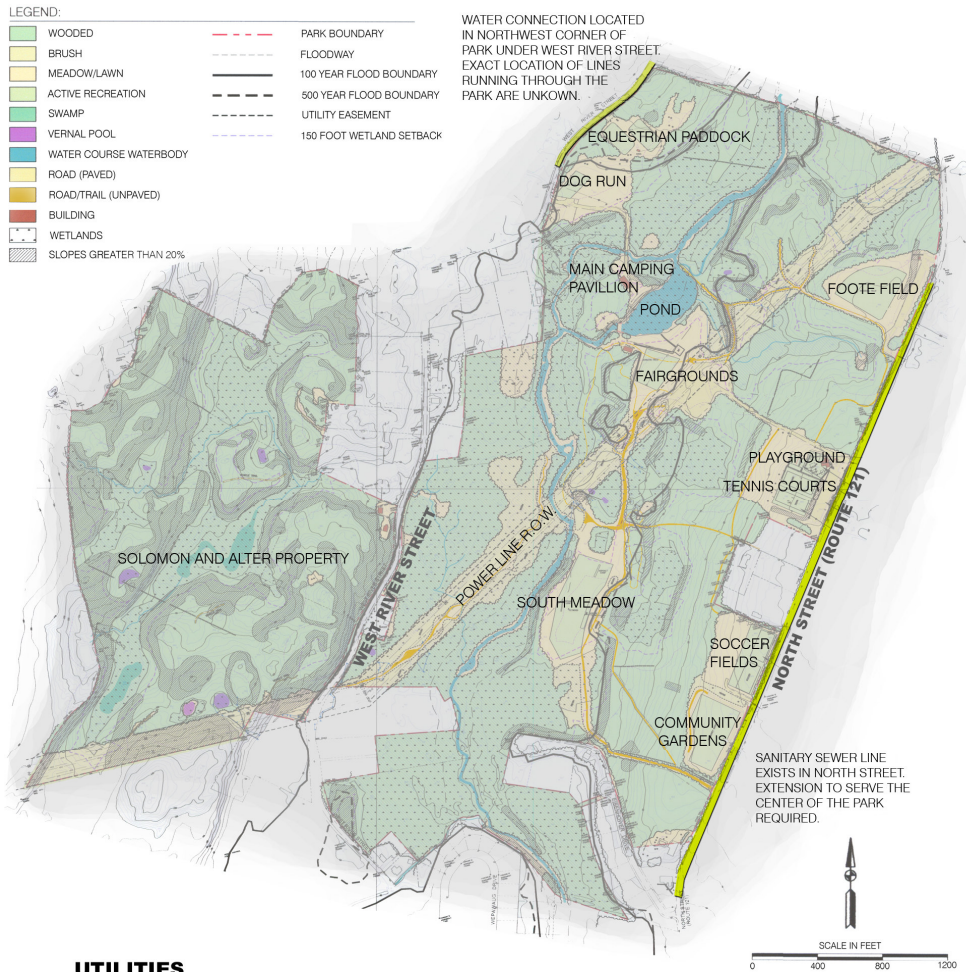 LEGEND:
WOODED
BRUSH
MEADOW/LAWN
ACTIVE RECREATION
SWAMP
VERNAL POOL
WATER COURSE WATERBODY
ROAD (PAVED)
ROAD/TRAIL (UNPAVED)
BUILDING
WETLANDS
SLOPES GREATER THAN 20%
PARK BOUNDARY
FLOODWAY
100 YEAR FLOOD BOUNDARY
500 YEAR FLOOD BOUNDARY
UTILITY EASEMENT
150 FOOT WETLAND SETBACK
WATER CONNECTION LOCATED
IN NORTHWEST CORNER OF
PARK UNDER WEST RIVER STREET.
EXACT LOCATION OF LINES
RUNNING THROUGH THE
PARK ARE UNKOWN.
EQUESTRIAN PADDOCK
DOG RUN
MAIN CAMPING
PAVILLION
POND
FOOTE FIELD
FAIRGROUNDS
PLAYGROUND
TENNIS COURTS
NORTH STREET (ROUTE 121)
POWER LINE R.O.W.
SOLOMON AND ALTER PROPERTY
WEST RIVER STREET
SOUTH MEADOW
SOCCER
FIELDS
COMMUNITY
GARDENS
SANITARY SEWER LINE
EXISTS IN NORTH STREET.
EXTENSION TO SERVE THE
CENTER OF THE PARK
REQUIRED.
WEPAWAUG DRIVE
NORTH STREET
(ROUTE 121)
SCALE IN FEET
0 400 800 1200
UTILITIES